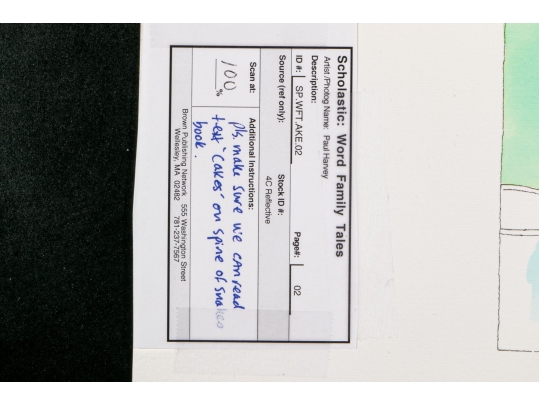 Scholastic: Word Family Tales
Artist /Photog Name: Paul Harvey
Description:
ID #: SP.WFT.AKE.02 Page#: 02
Source (ref only): Stock ID #:
4C Reflective
Scan at: Additional Instructions:
100 % pls. make sure we can read
text 'Cakes' on spine of snakes
book.
Brown Publishing Network 555 Washington Street
Wellesley, MA 02482 781-237-7567